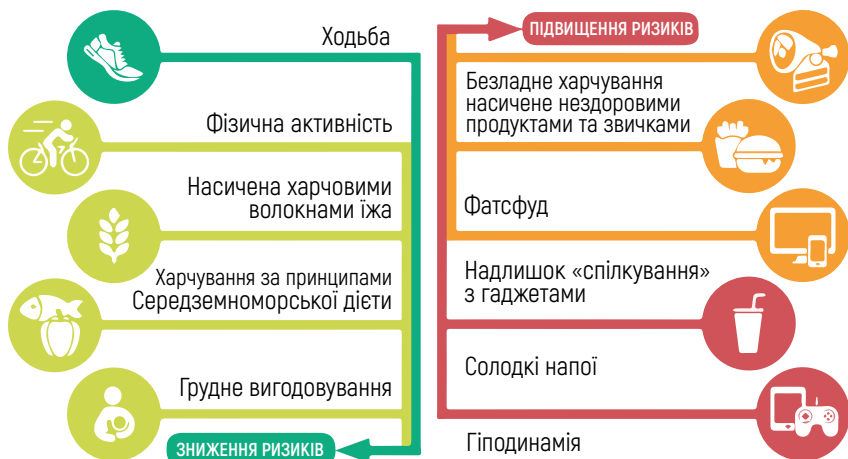 Ходьба
Фізична активність
Насичена харчовими
волокнами їжа
Харчування за принципами
Середземноморської дієти
Грудне вигодовування
ЗНИЖЕННЯ РИЗИКІВ
ПІДВИЩЕННЯ РИЗИКІВ
Безладне харчування
насичене нездоровими
продуктами та звичками
Фатсфуд
Надлишок «спілкування»
з гаджетами
Солодкі напої
Гіподинамія